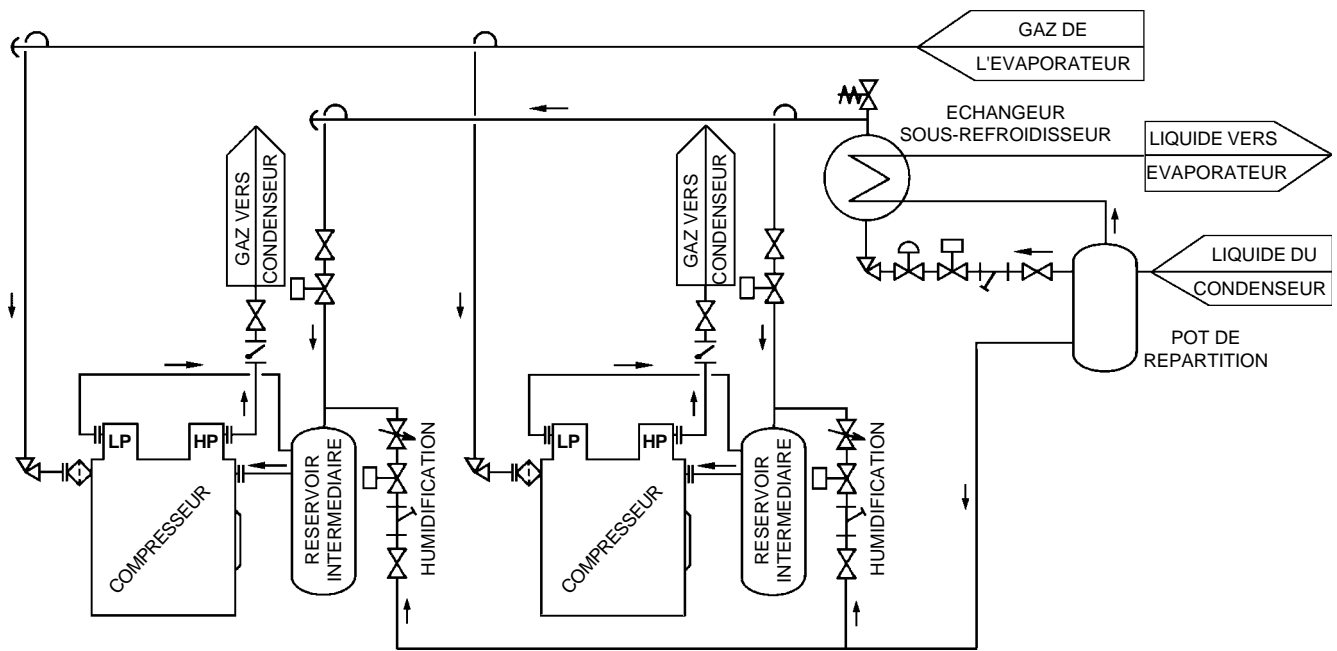 GAZ DE
L'EVAPORATEUR
ECHANGEUR
SOUS-REFROIDISSEUR
LIQUIDE VERS
EVAPORATEUR
GAZ VERS
CONDENSEUR
GAZ VERS
CONDENSEUR
LIQUIDE DU
CONDENSEUR
POT DE
REPARTITION
LP
HP
COMPRESSEUR
RESERVOIR
INTERMEDIAIRE
HUMIDIFICATION
LP
HP
COMPRESSEUR
RESERVOIR
INTERMEDIAIRE
HUMIDIFICATION